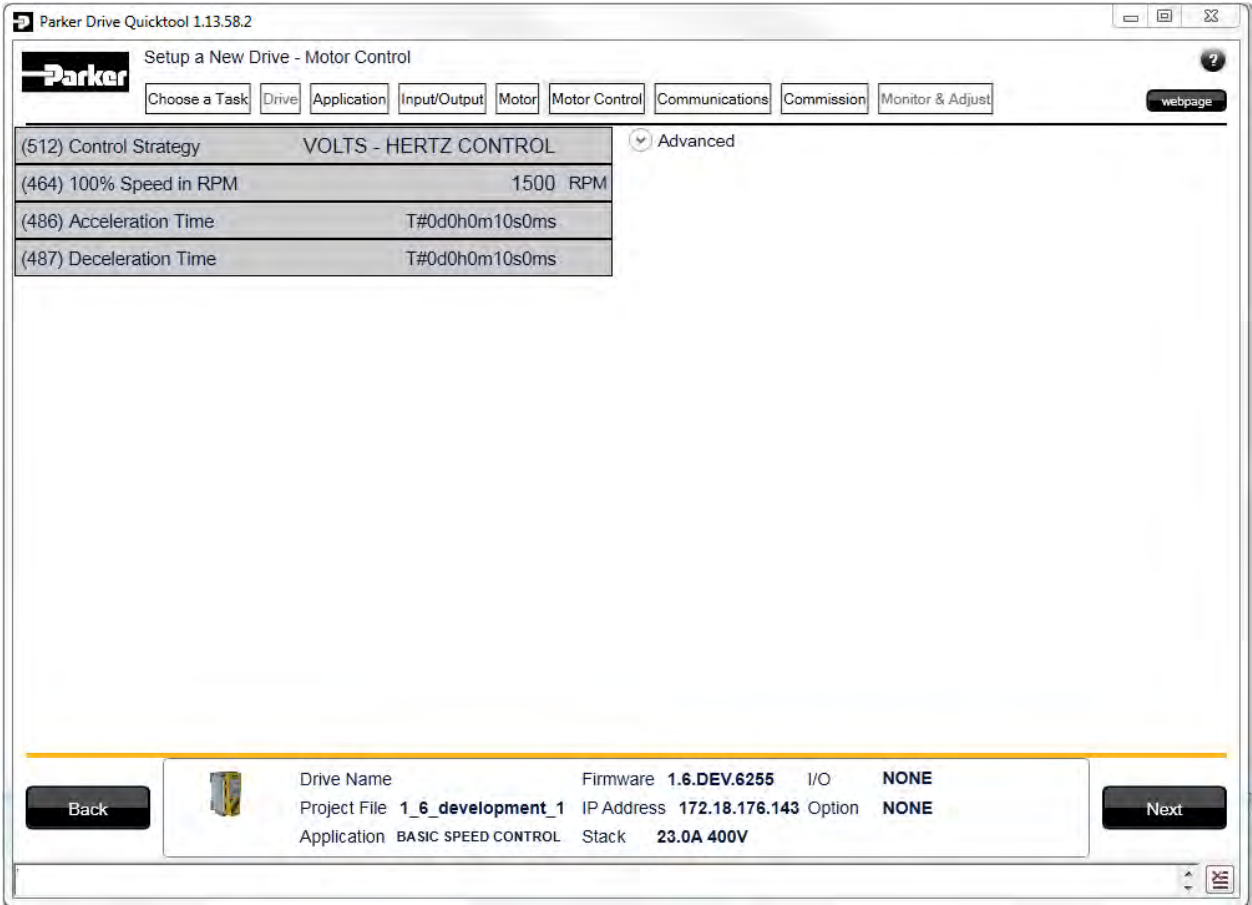 Parker Drive Quicktool 1.13.58.2
Parker
Setup a New Drive - Motor Control
?
Choose a Task Drive Application Input/Output Motor Motor Control Communications Commission Monitor & Adjust
webpage
(512) Control Strategy VOLTS - HERTZ CONTROL
Advanced
(464) 100% Speed in RPM 1500 RPM
(486) Acceleration Time T#0d0h0m10s0ms
(487) Deceleration Time T#0d0h0m10s0ms
Back
Drive Name Firmware 1.6.DEV.6255 I/O NONE
Project File 1_6_development_1 IP Address 172.18.176.143 Option NONE
Application BASIC SPEED CONTROL Stack 23.0A 400V
Next